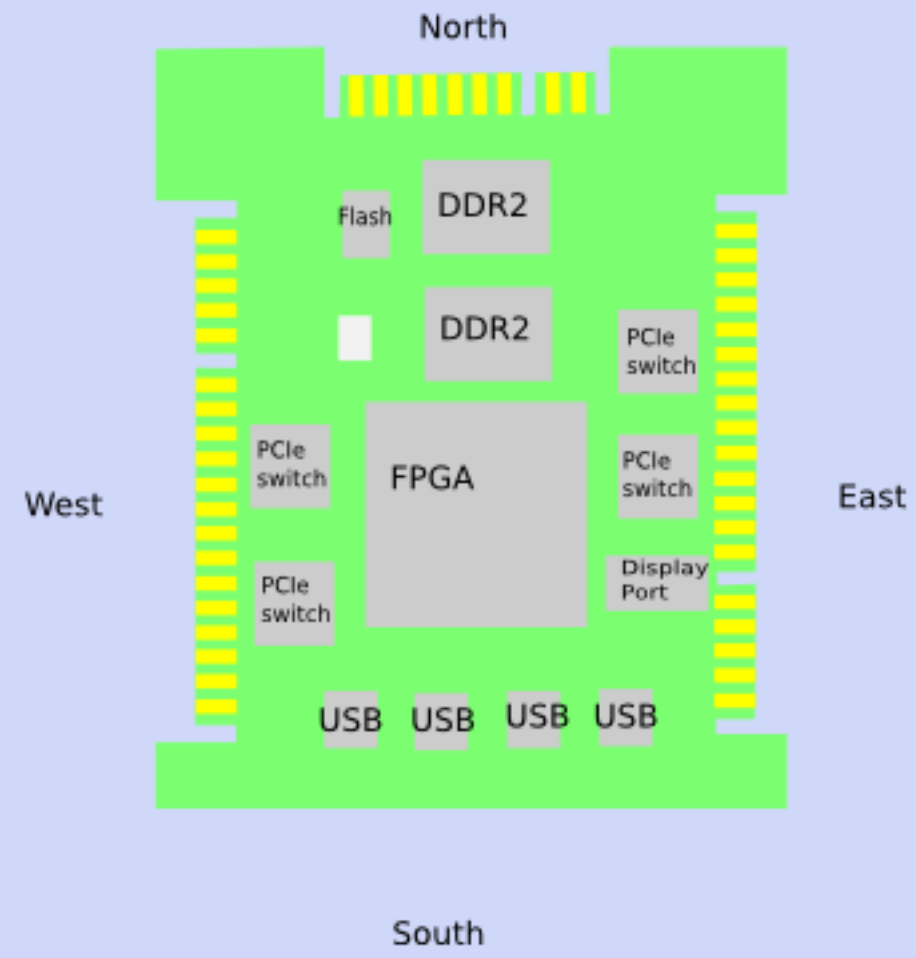 North
DDR2
Flash
DDR2
PCIe
switch
PCIe
switch
FPGA
PCIe
switch
West
East
Display
Port
PCIe
switch
USB
USB
USB
USB
South